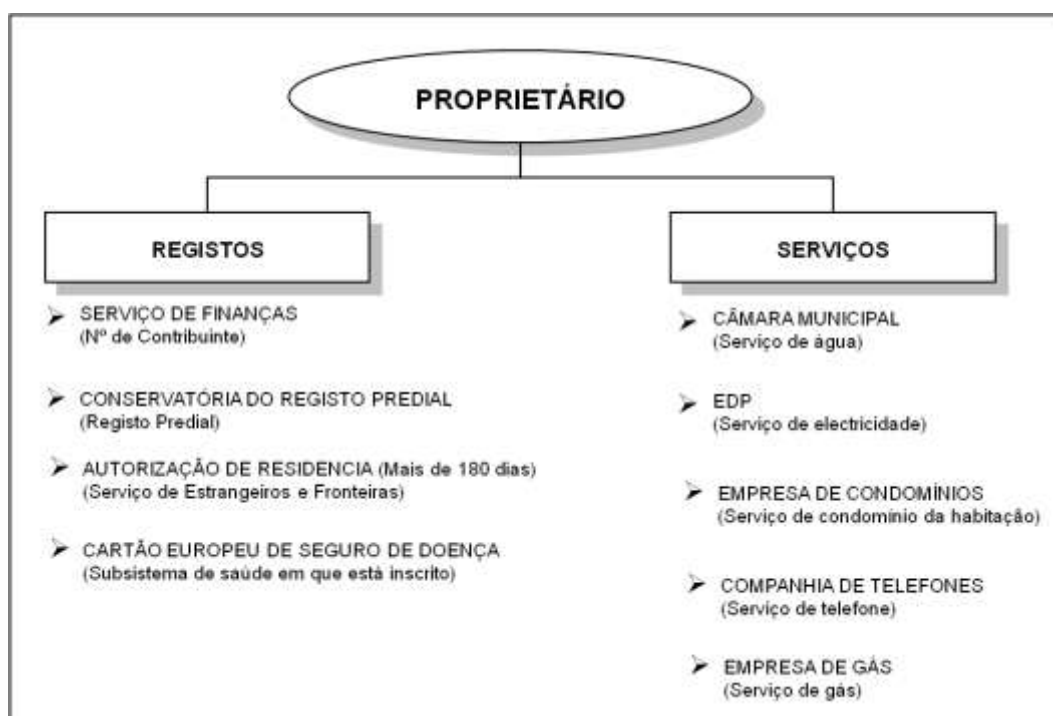 PROPRIETÁRIO
REGISTOS
SERVIÇO DE FINANÇAS
(Nº de Contribuinte)
CONSERVATÓRIA DO REGISTO PREDIAL
(Registo Predial)
AUTORIZAÇÃO DE RESIDENCIA (Mais de 180 dias)
(Serviço de Estrangeiros e Fronteiras)
CARTÃO EUROPEU DE SEGURO DE DOENÇA
(Subsistema de saúde em que está inscrito)
SERVIÇOS
CÂMARA MUNICIPAL
(Serviço de água)
EDP
(Serviço de electricidade)
EMPRESA DE CONDOMÍNIOS
(Serviço de condomínio da habitação)
COMPANHIA DE TELEFONES
(Serviço de telefone)
EMPRESA DE GÁS
(Serviço de gás)